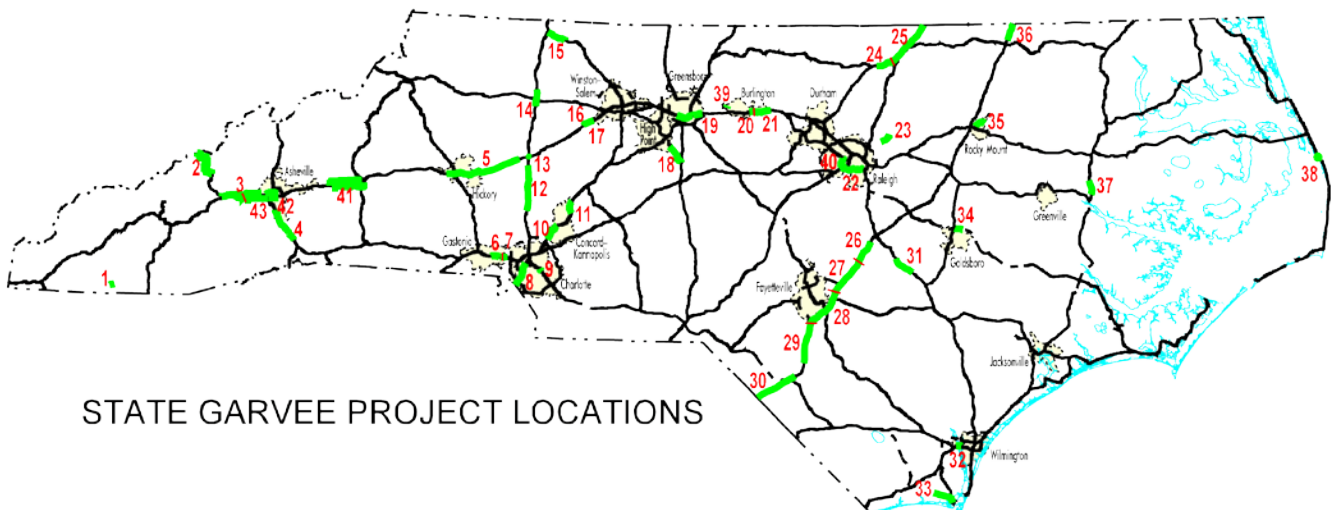 25
36
15
24
Winston-
Salem
Greensboro
14
16
17
39
Burlington
Durham
High
Point
19
20
21
23
35
Rocky Mount
18
40
22
Raleigh
2
Asheville
5
13
Hickory
12
38
3
43
42
41
37
Greenville
4
11
10
34
Goldsboro
Gastonia
6
7
Concord-
Kannapolis
26
31
1
9
8
Charlotte
27
Fayetteville
28
29
Jacksonville
30
STATE GARVEE PROJECT LOCATIONS
32
Wilmington
33